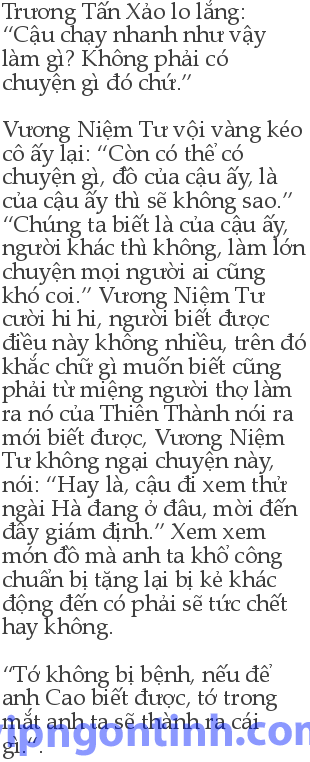 Trương Tấn Xảo lo lắng:
“Cậu chạy nhanh như vậy
làm gì? Không phải có
chuyện gì đó chứ.”
Vương Niệm Tư vội vàng kéo
cô ấy lại: “Còn có thể có
chuyện gì, đồ của cậu ấy, là
của cậu ấy thì sẽ không sao.”
“Chúng ta biết là của cậu ấy,
người khác thì không, làm lớn
chuyện mọi người ai cũng
khó coi.” Vương Niệm Tư
cười hi hi, người biết được
điều này không nhiều, trên đó
khắc chữ gì muốn biết cũng
phải từ miệng người thợ làm
ra nó của Thiên Thành nói ra
mới biết được, Vương Niệm
Tư không ngại chuyện này,
nói: “Hay là, cậu đi xem thử
ngài Hà đang ở đâu, mời đến
đây giám định.” Xem xem
món đồ mà anh ta khổ công
chuẩn bị tặng lại bị kẻ khác
động đến có phải sẽ tức chết
hay không.
“Tớ không bị bệnh, nếu để
anh Cao biết được, tớ trong
mắt anh ta sẽ thành ra cái
gì.”.
vipngontinh.com